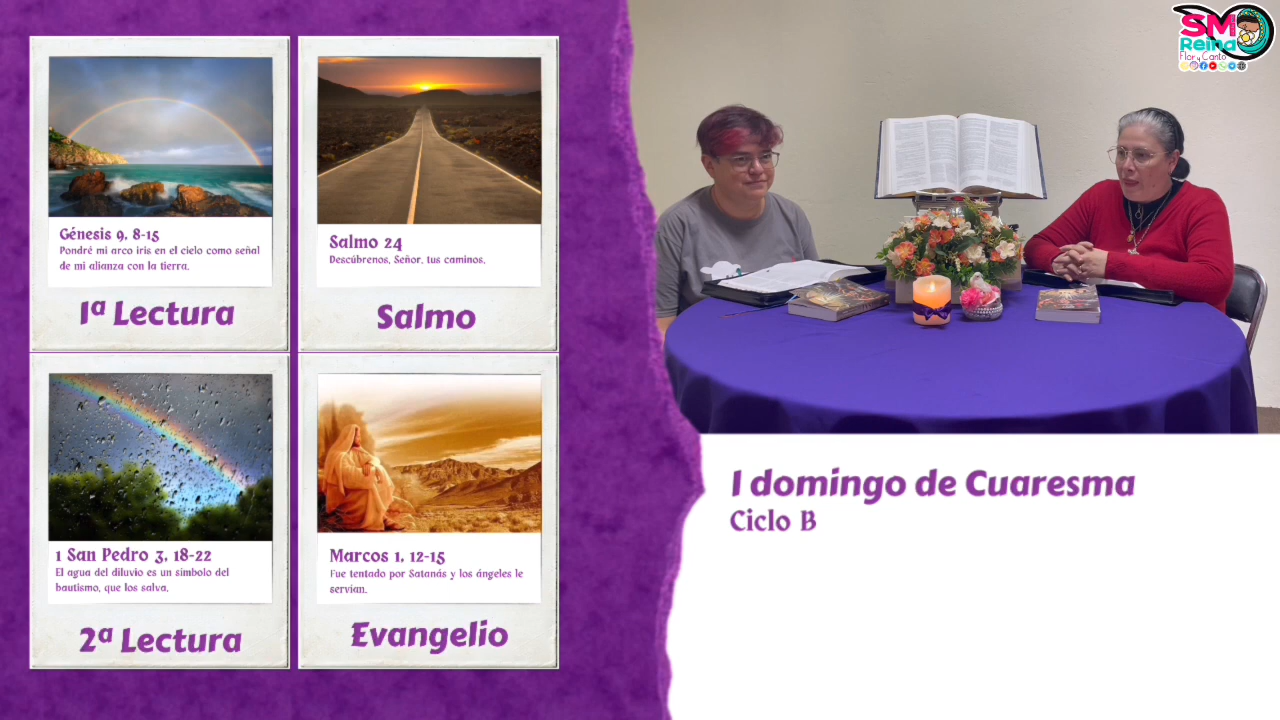 Génesis 9, 8-15
Pondré mi arco iris en el cielo como señal
de mi alianza con la tierra.
1ª Lectura
Salmo 24
Descúbrenos, Señor, tus caminos.
Salmo
1 San Pedro 3, 18-22
El agua del diluvio es un símbolo del
bautismo, que los salva.
2ª Lectura
Marcos 1, 12-15
Fue tentado por Satanás y los ángeles le
servían.
Evangelio
SM
Reina
Flor y Canto
I domingo de Cuaresma
Ciclo B